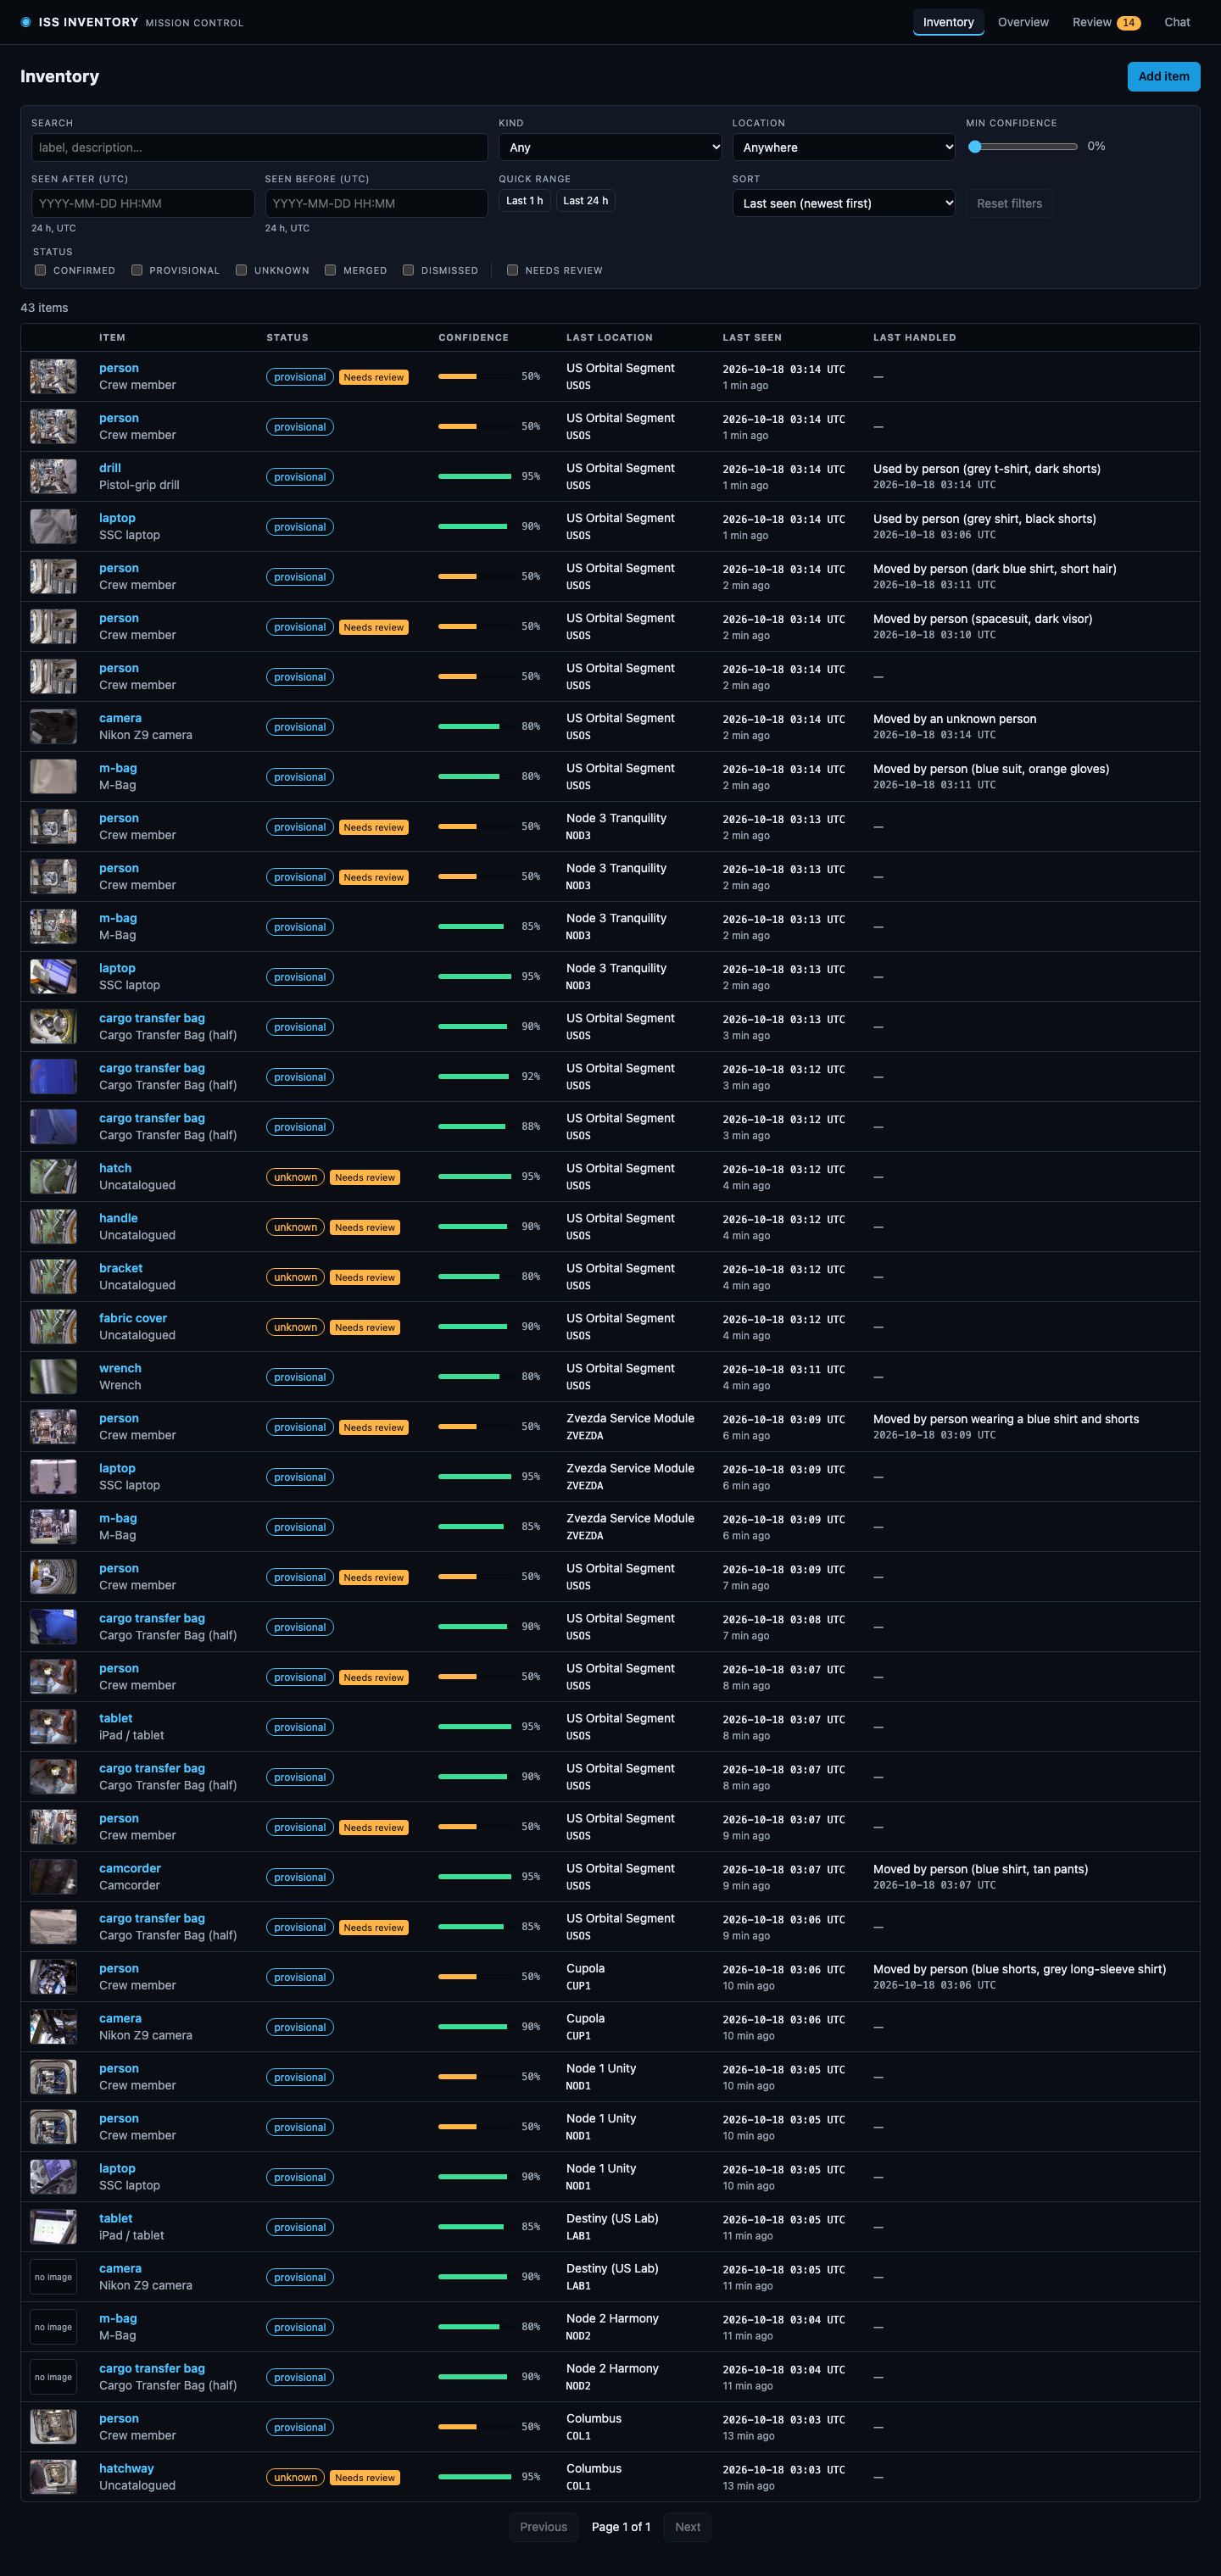 ISS INVENTORY MISSION CONTROL
Inventory Overview Review 14 Chat
Inventory
Add item
SEARCH KIND LOCATION MIN CONFIDENCE
label, description... Any Anywhere 0%
SEEN AFTER (UTC) SEEN BEFORE (UTC) QUICK RANGE SORT
YYYY-MM-DD HH:MM YYYY-MM-DD HH:MM Last 1 h Last 24 h Last seen (newest first) Reset filters
24 h, UTC 24 h, UTC
STATUS
CONFIRMED PROVISIONAL UNKNOWN MERGED DISMISSED NEEDS REVIEW
43 items
ITEM STATUS CONFIDENCE LAST LOCATION LAST SEEN LAST HANDLED
person provisional Needs review 50% US Orbital Segment 2026-10-18 03:14 UTC —
Crew member USOS 1 min ago
person provisional 50% US Orbital Segment 2026-10-18 03:14 UTC —
Crew member USOS 1 min ago
drill provisional 95% US Orbital Segment 2026-10-18 03:14 UTC Used by person (grey t-shirt, dark shorts)
Pistol-grip drill USOS 1 min ago 2026-10-18 03:14 UTC
laptop provisional 90% US Orbital Segment 2026-10-18 03:14 UTC Used by person (grey shirt, black shorts)
SSC laptop USOS 1 min ago 2026-10-18 03:06 UTC
person provisional 50% US Orbital Segment 2026-10-18 03:14 UTC Moved by person (dark blue shirt, short hair)
Crew member USOS 2 min ago 2026-10-18 03:11 UTC
person provisional Needs review 50% US Orbital Segment 2026-10-18 03:14 UTC Moved by person (spacesuit, dark visor)
Crew member USOS 2 min ago 2026-10-18 03:10 UTC
person provisional 50% US Orbital Segment 2026-10-18 03:14 UTC —
Crew member USOS 2 min ago
camera provisional 80% US Orbital Segment 2026-10-18 03:14 UTC Moved by an unknown person
Nikon Z9 camera USOS 2 min ago 2026-10-18 03:14 UTC
m-bag provisional 80% US Orbital Segment 2026-10-18 03:14 UTC Moved by person (blue suit, orange gloves)
M-Bag USOS 2 min ago 2026-10-18 03:11 UTC
person provisional Needs review 50% Node 3 Tranquility 2026-10-18 03:13 UTC —
Crew member NOD3 2 min ago
person provisional Needs review 50% Node 3 Tranquility 2026-10-18 03:13 UTC —
Crew member NOD3 2 min ago
m-bag provisional 85% Node 3 Tranquility 2026-10-18 03:13 UTC —
M-Bag NOD3 2 min ago
laptop provisional 95% Node 3 Tranquility 2026-10-18 03:13 UTC —
SSC laptop NOD3 2 min ago
cargo transfer bag provisional 90% US Orbital Segment 2026-10-18 03:13 UTC —
Cargo Transfer Bag (half) USOS 3 min ago
cargo transfer bag provisional 92% US Orbital Segment 2026-10-18 03:12 UTC —
Cargo Transfer Bag (half) USOS 3 min ago
cargo transfer bag provisional 88% US Orbital Segment 2026-10-18 03:12 UTC —
Cargo Transfer Bag (half) USOS 3 min ago
hatch unknown Needs review 95% US Orbital Segment 2026-10-18 03:12 UTC —
Uncatalogued USOS 4 min ago
handle unknown Needs review 90% US Orbital Segment 2026-10-18 03:12 UTC —
Uncatalogued USOS 4 min ago
bracket unknown Needs review 80% US Orbital Segment 2026-10-18 03:12 UTC —
Uncatalogued USOS 4 min ago
fabric cover unknown Needs review 90% US Orbital Segment 2026-10-18 03:12 UTC —
Uncatalogued USOS 4 min ago
wrench provisional 80% US Orbital Segment 2026-10-18 03:11 UTC —
Wrench USOS 4 min ago
person provisional Needs review 50% Zvezda Service Module 2026-10-18 03:09 UTC Moved by person wearing a blue shirt and shorts
Crew member ZVEZDA 6 min ago 2026-10-18 03:09 UTC
laptop provisional 95% Zvezda Service Module 2026-10-18 03:09 UTC —
SSC laptop ZVEZDA 6 min ago
m-bag provisional 85% Zvezda Service Module 2026-10-18 03:09 UTC —
M-Bag ZVEZDA 6 min ago
person provisional Needs review 50% US Orbital Segment 2026-10-18 03:09 UTC —
Crew member USOS 7 min ago
cargo transfer bag provisional 90% US Orbital Segment 2026-10-18 03:08 UTC —
Cargo Transfer Bag (half) USOS 7 min ago
person provisional Needs review 50% US Orbital Segment 2026-10-18 03:07 UTC —
Crew member USOS 8 min ago
tablet provisional 95% US Orbital Segment 2026-10-18 03:07 UTC —
iPad / tablet USOS 8 min ago
cargo transfer bag provisional 90% US Orbital Segment 2026-10-18 03:07 UTC —
Cargo Transfer Bag (half) USOS 8 min ago
person provisional Needs review 50% US Orbital Segment 2026-10-18 03:07 UTC —
Crew member USOS 9 min ago
camcorder provisional 95% US Orbital Segment 2026-10-18 03:07 UTC Moved by person (blue shirt, tan pants)
Camcorder USOS 9 min ago 2026-10-18 03:07 UTC
cargo transfer bag provisional Needs review 85% US Orbital Segment 2026-10-18 03:06 UTC —
Cargo Transfer Bag (half) USOS 9 min ago
person provisional 50% Cupola 2026-10-18 03:06 UTC Moved by person (blue shorts, grey long-sleeve shirt)
Crew member CUP1 10 min ago 2026-10-18 03:06 UTC
camera provisional 90% Cupola 2026-10-18 03:06 UTC —
Nikon Z9 camera CUP1 10 min ago
person provisional 50% Node 1 Unity 2026-10-18 03:05 UTC —
Crew member NOD1 10 min ago
person provisional 50% Node 1 Unity 2026-10-18 03:05 UTC —
Crew member NOD1 10 min ago
laptop provisional 90% Node 1 Unity 2026-10-18 03:05 UTC —
SSC laptop NOD1 10 min ago
tablet provisional 85% Destiny (US Lab) 2026-10-18 03:05 UTC —
iPad / tablet LAB1 11 min ago
no image camera provisional 90% Destiny (US Lab) 2026-10-18 03:05 UTC —
Nikon Z9 camera LAB1 11 min ago
no image m-bag provisional 80% Node 2 Harmony 2026-10-18 03:04 UTC —
M-Bag NOD2 11 min ago
no image cargo transfer bag provisional 90% Node 2 Harmony 2026-10-18 03:04 UTC —
Cargo Transfer Bag (half) NOD2 11 min ago
person provisional 50% Columbus 2026-10-18 03:03 UTC —
Crew member COL1 13 min ago
hatchway unknown Needs review 95% Columbus 2026-10-18 03:03 UTC —
Uncatalogued COL1 13 min ago
Previous Page 1 of 1 Next